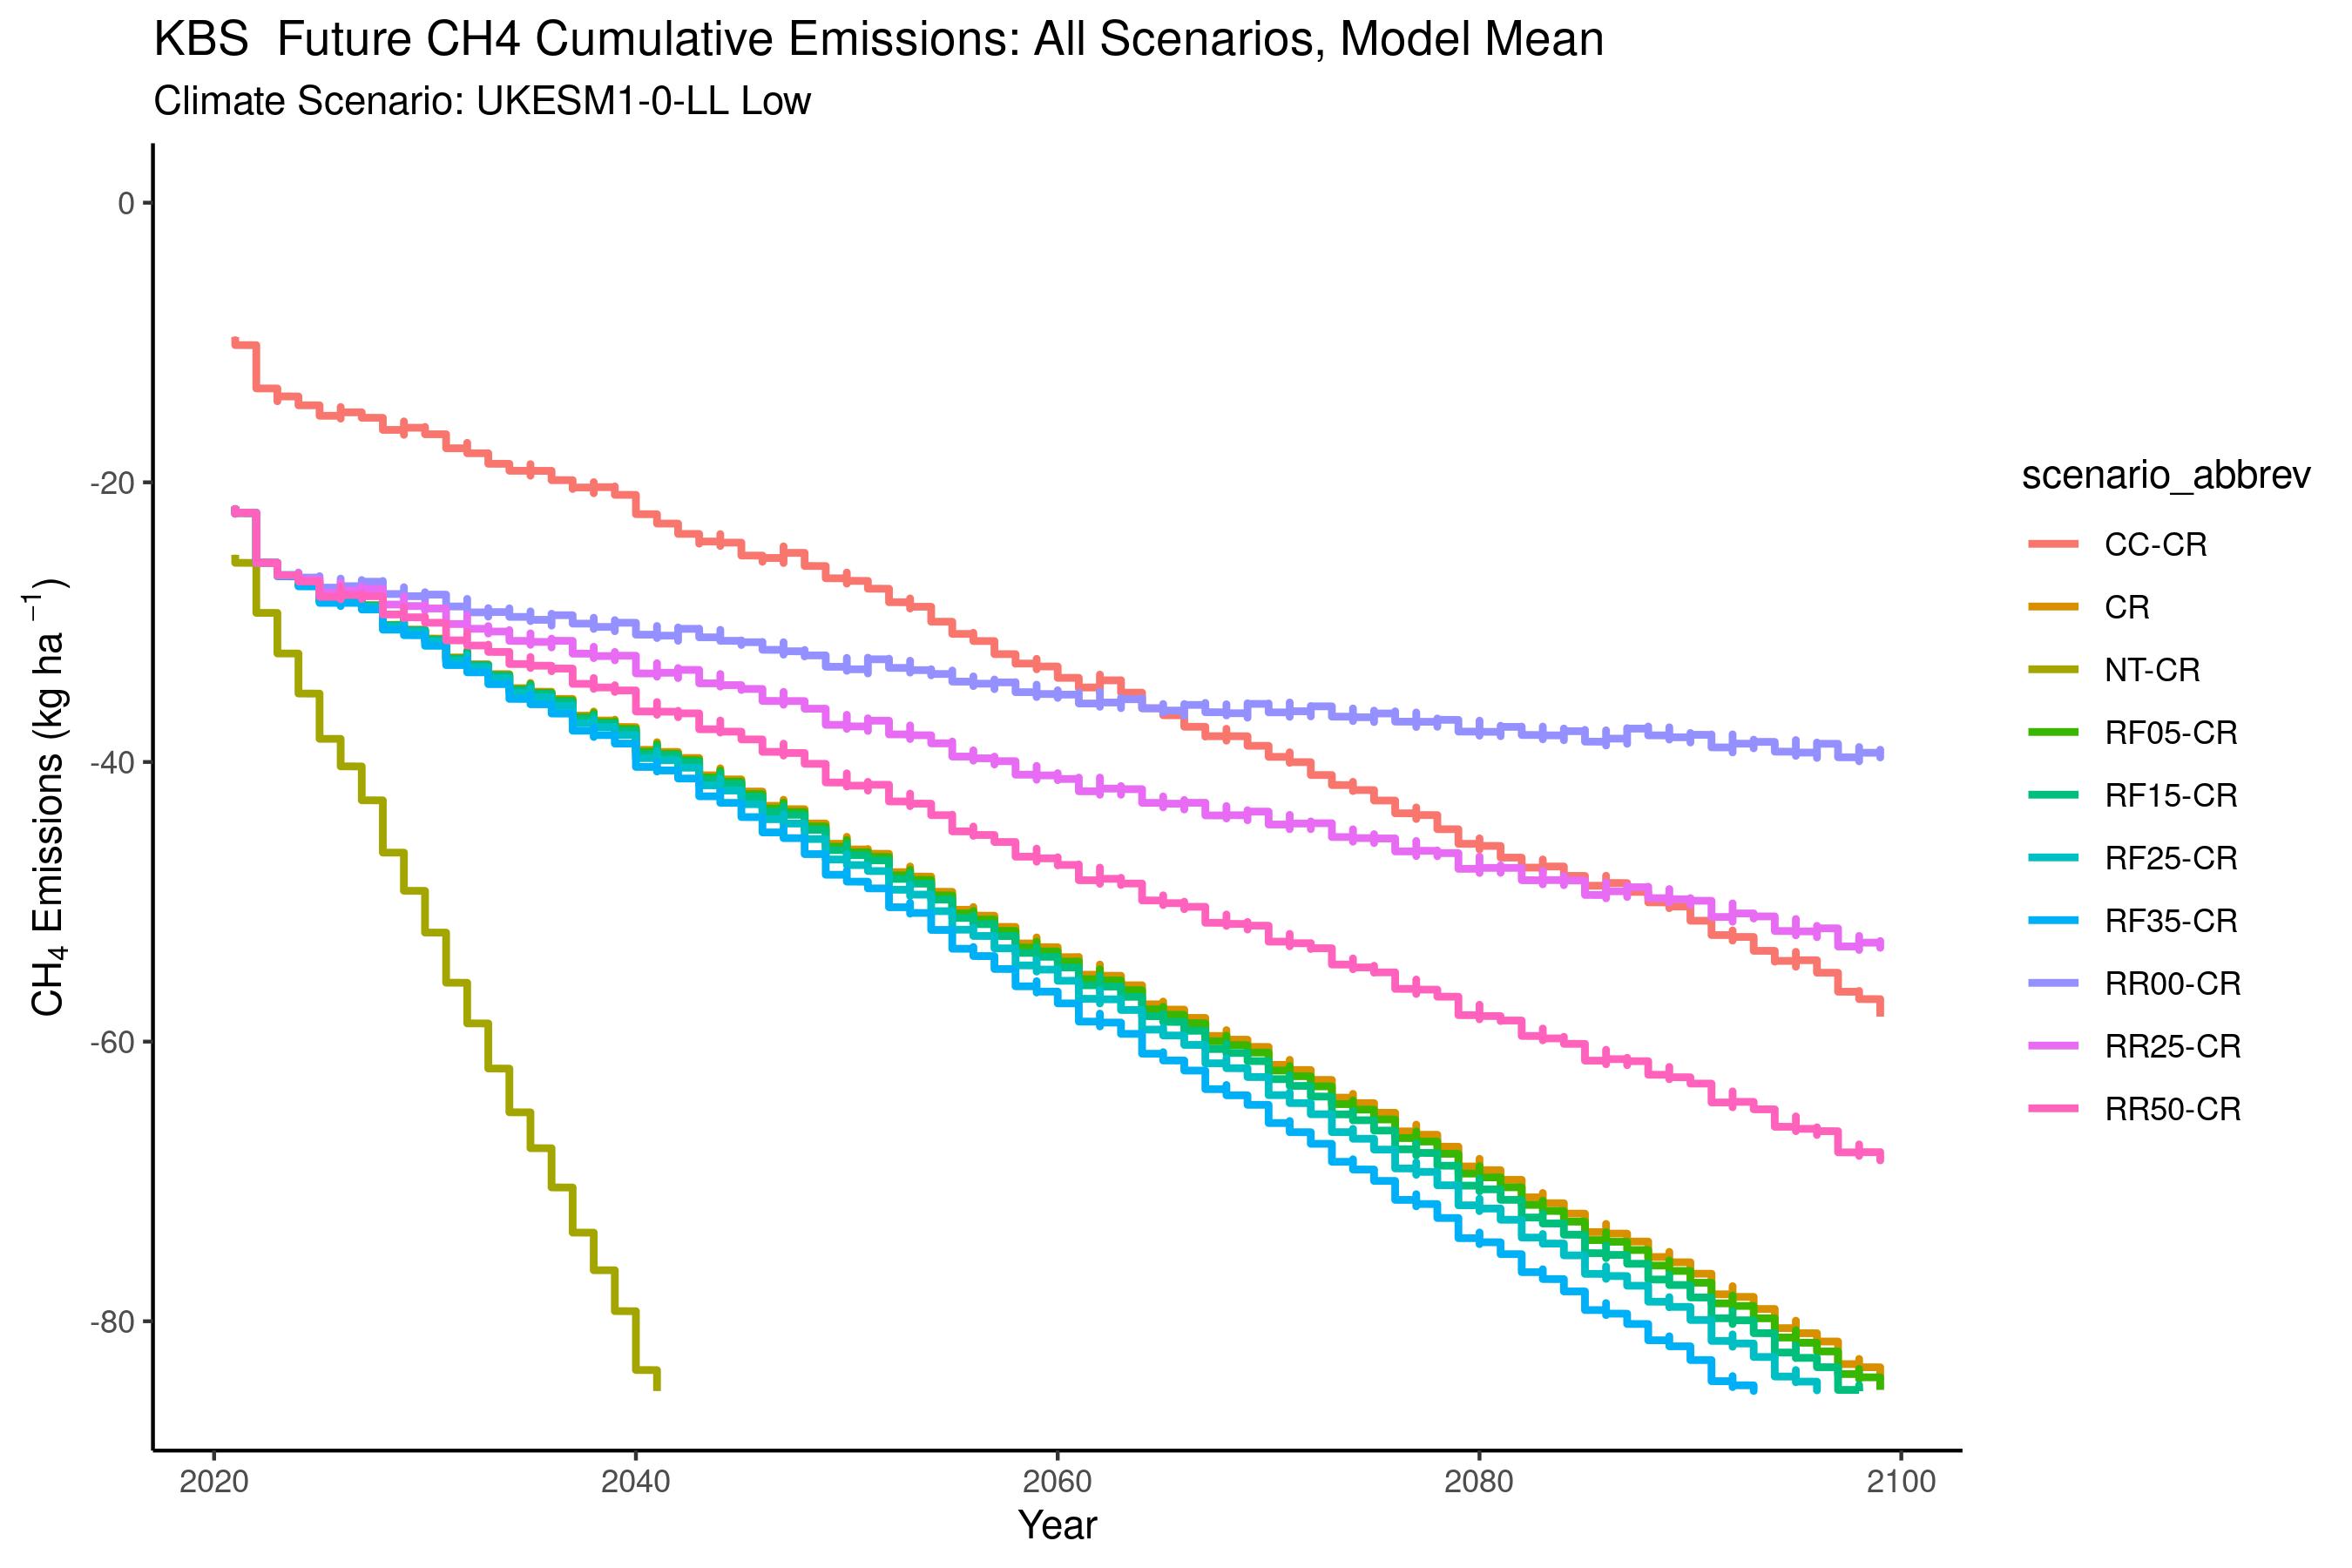 KBS  Future CH4 Cumulative Emissions: All Scenarios, Model Mean
Climate Scenario: UKESM1-0-LL Low
CH₄ Emissions (kg ha⁻¹)
0
-20
-40
-60
-80
2020
2040
2060
2080
2100
Year
scenario_abbrev
CC-CR
CR
NT-CR
RF05-CR
RF15-CR
RF25-CR
RF35-CR
RR00-CR
RR25-CR
RR50-CR